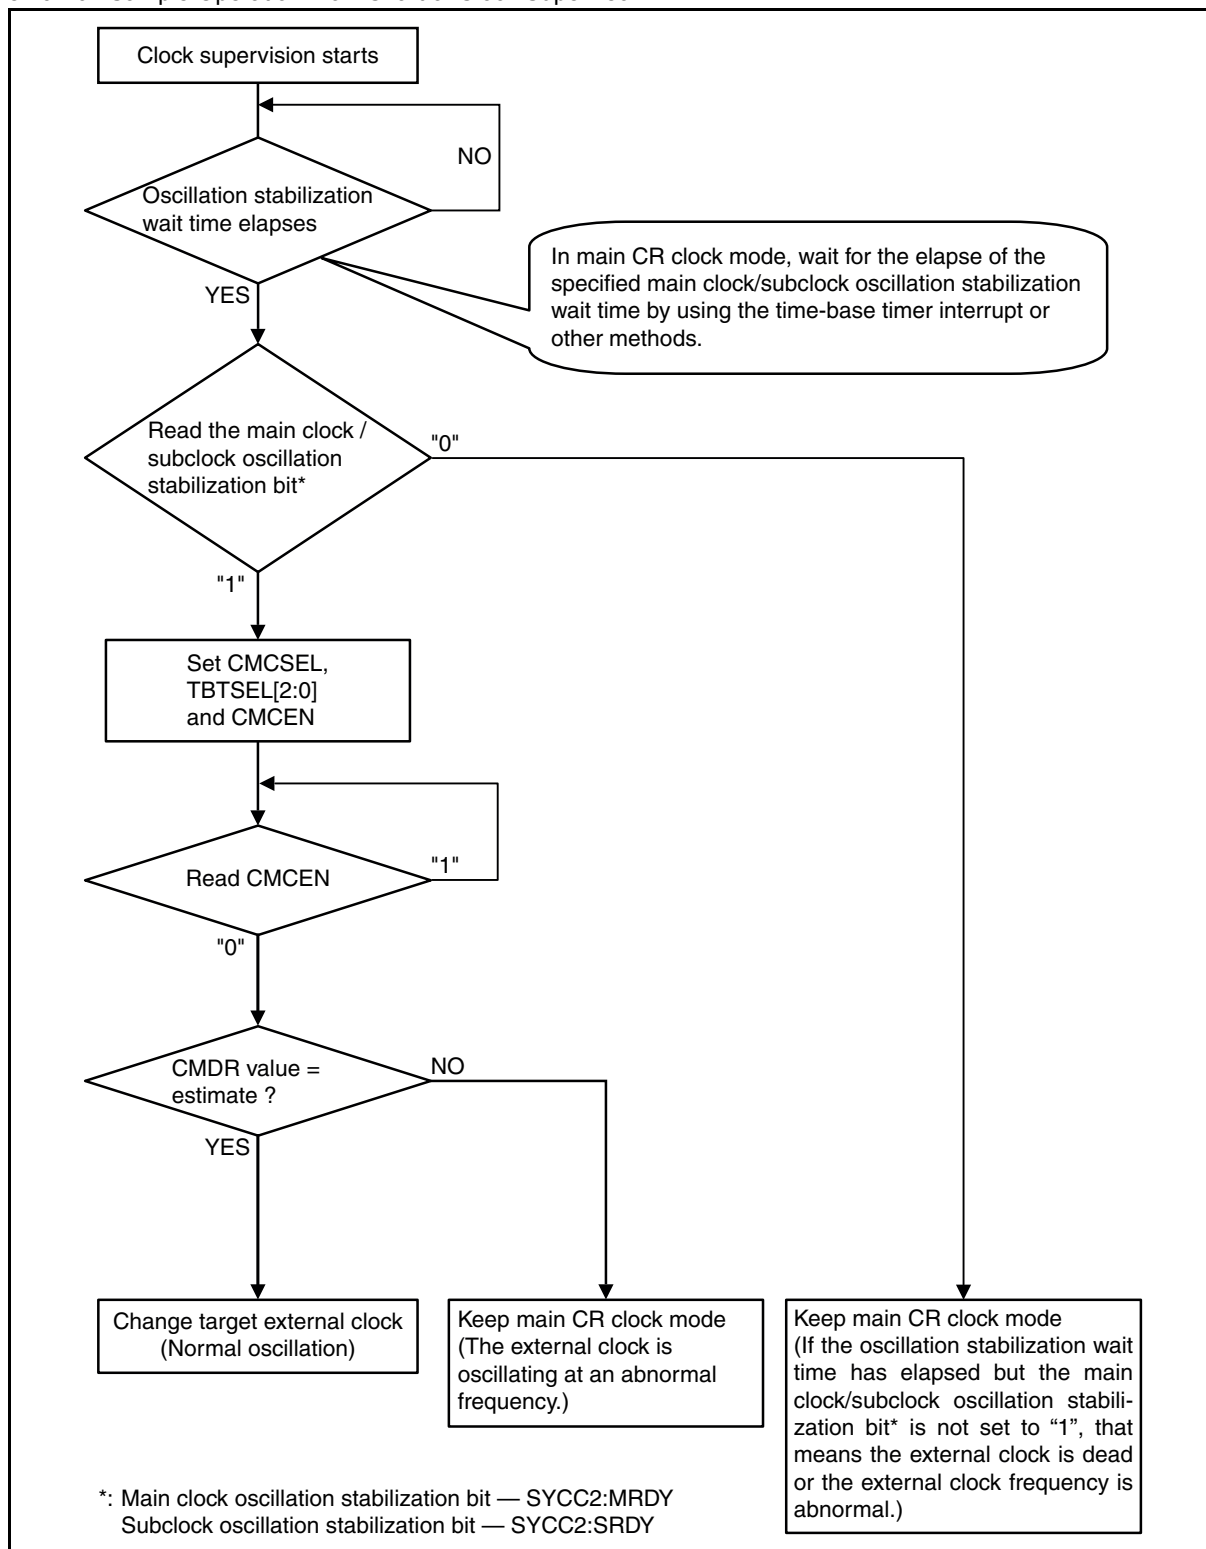 Clock supervision starts
NO
Oscillation stabilization
wait time elapses
In main CR clock mode, wait for the elapse of the
specified main clock/subclock oscillation stabilization
wait time by using the time-base timer interrupt or
other methods.
YES
Read the main clock /
subclock oscillation
stabilization bit*
"0"
"1"
Set CMCSEL,
TBTSEL[2:0]
and CMCEN
Read CMCEN
"1"
"0"
CMDR value =
estimate ?
NO
YES
Change target external clock
(Normal oscillation)
Keep main CR clock mode
(The external clock is
oscillating at an abnormal
frequency.)
Keep main CR clock mode
(If the oscillation stabilization wait
time has elapsed but the main
clock/subclock oscillation stabili-
zation bit* is not set to “1”, that
means the external clock is dead
or the external clock frequency is
abnormal.)
*: Main clock oscillation stabilization bit — SYCC2:MRDY
Subclock oscillation stabilization bit — SYCC2:SRDY